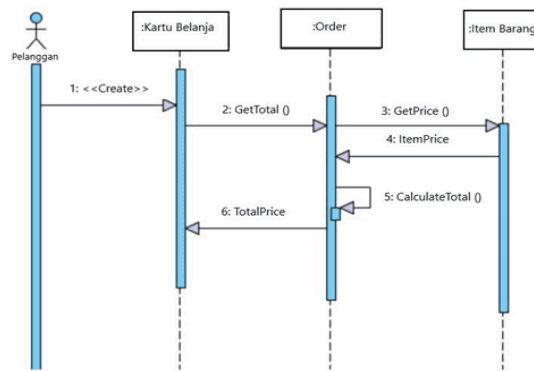 :Kartu Belanja
:Order
:Item Barang
Pelanggan
1: <<Create>>
2: GetTotal ()
3: GetPrice ()
4: ItemPrice
5: CalculateTotal ()
6: TotalPrice